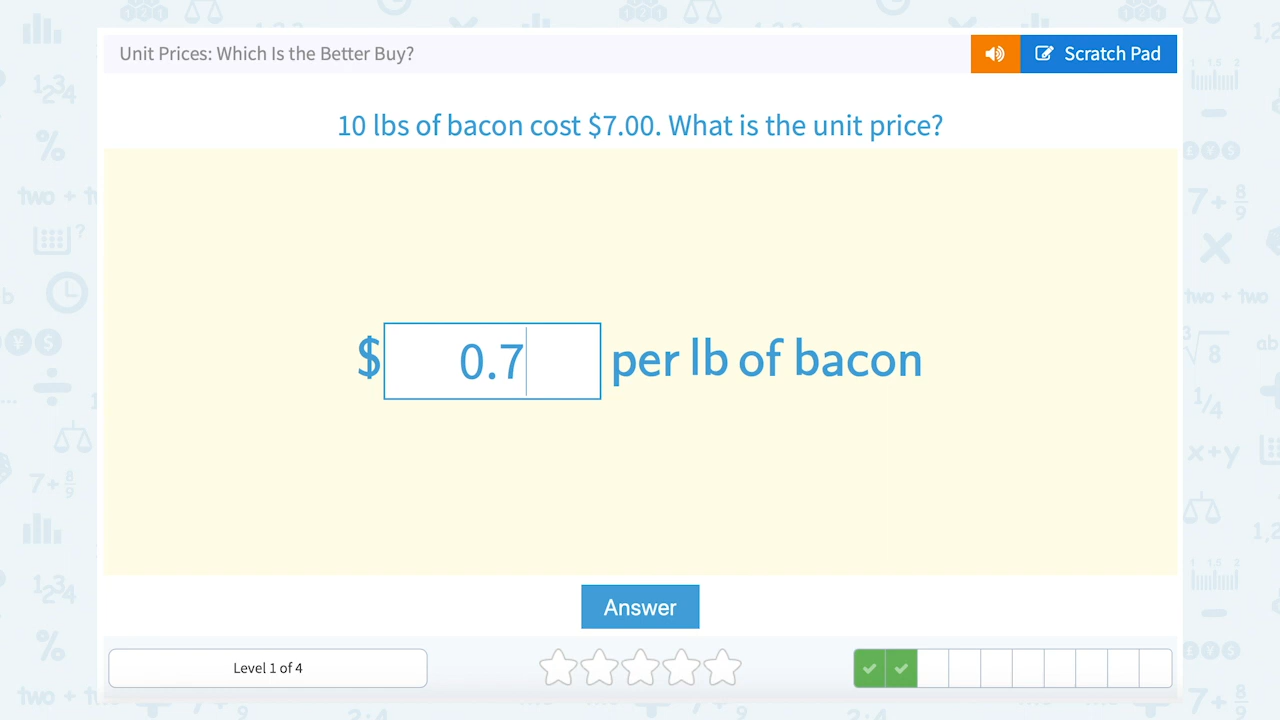 Unit Prices: Which Is the Better Buy?
Scratch Pad
10 lbs of bacon cost $7.00. What is the unit price?
$ 0.7 per lb of bacon
Answer
Level 1 of 4